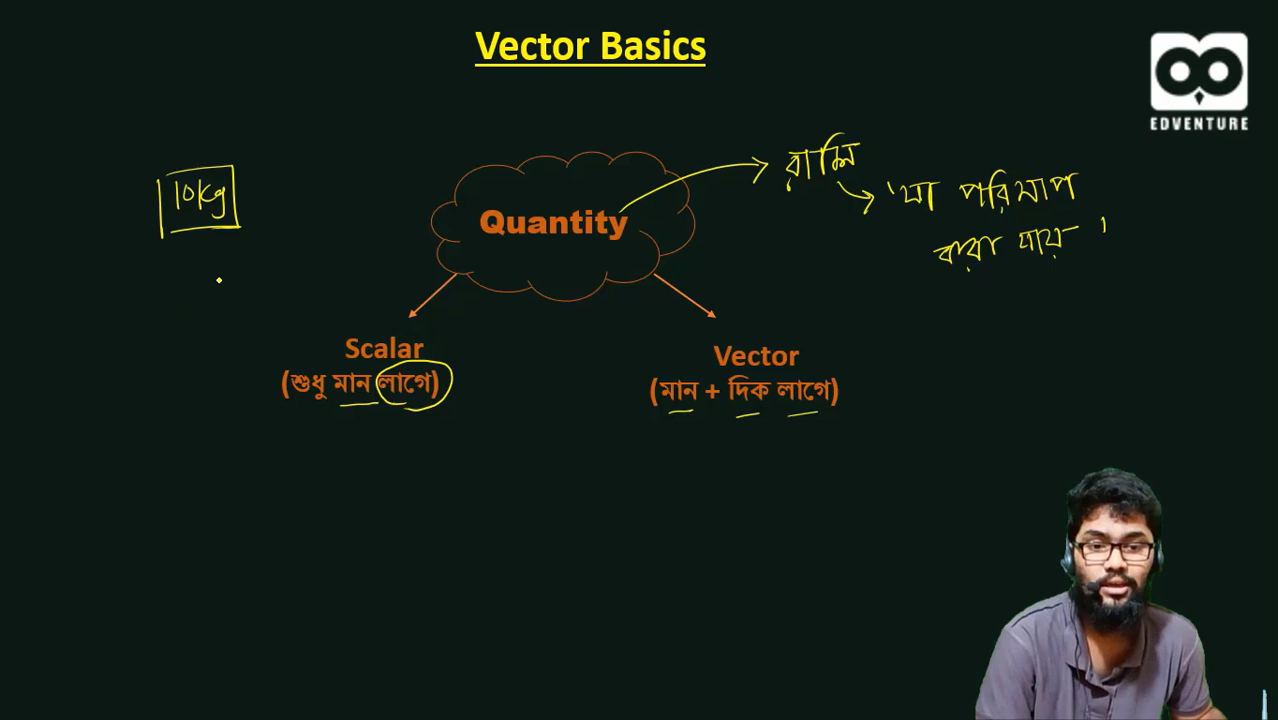 Vector Basics
EDVENTURE
10kg
Quantity
রাশি
'যা পরিমাপ
করা যায়'
Scalar
(শুধু মান লাগে)
Vector
(মান + দিক লাগে)